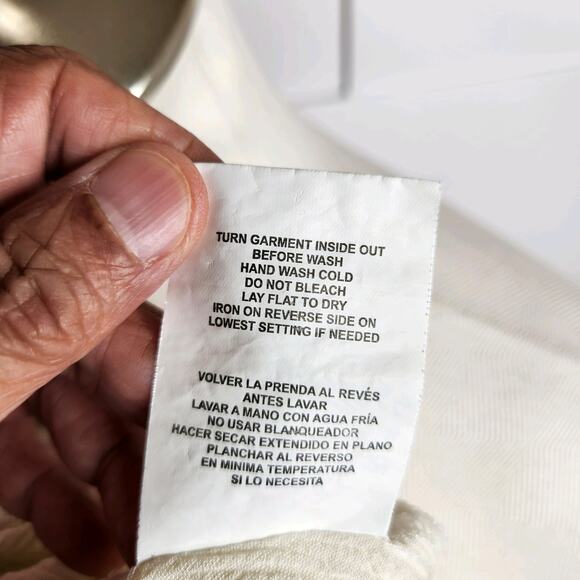 TURN GARMENT INSIDE OUT
BEFORE WASH
HAND WASH COLD
DO NOT BLEACH
LAY FLAT TO DRY
IRON ON REVERSE SIDE ON
LOWEST SETTING IF NEEDED
VOLVER LA PRENDA AL REVÉS
ANTES LAVAR
LAVAR A MANO CON AGUA FRÍA
NO USAR BLANQUEADOR
HACER SECAR EXTENDIDO EN PLANO
PLANCHAR AL REVERSO
EN MINIMA TEMPERATURA
SI LO NECESITA